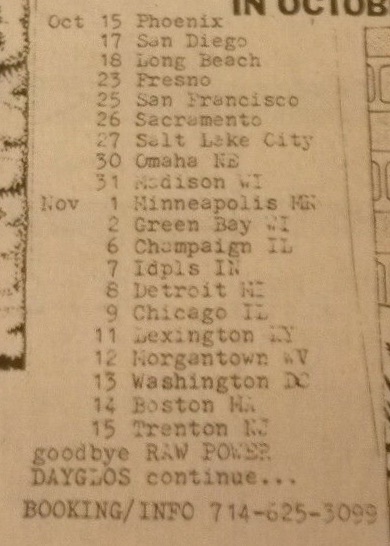 IN OCTOB
Oct 15 Phoenix
17 San Diego
18 Long Beach
23 Fresno
25 San Francisco
26 Sacramento
27 Salt Lake City
30 Omaha NE
31 Madison WI
Nov 1 Minneapolis MN
2 Green Bay WI
6 Champaign IL
7 Idpls IN
8 Detroit MI
9 Chicago IL
11 Lexington KY
12 Morgantown WV
13 Washington DC
14 Boston MA
15 Trenton NJ
goodbye RAW POWER
DAYGLOS continue...
BOOKING/INFO 714-625-3099